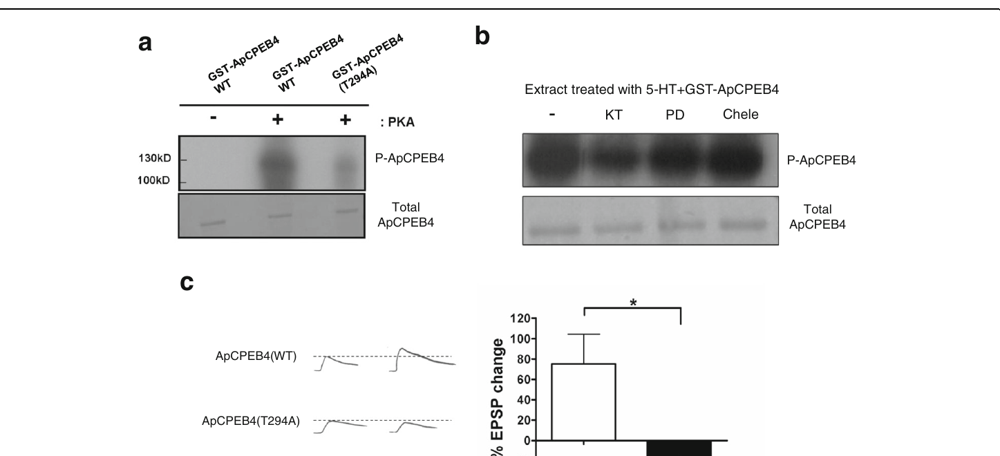 a
GST-ApCPEB4
WT
GST-ApCPEB4
WT
GST-ApCPEB4
(T294A)
- + + : PKA
130kD
100kD
P-ApCPEB4
Total
ApCPEB4
b
Extract treated with 5-HT+GST-ApCPEB4
- KT PD Chele
P-ApCPEB4
Total
ApCPEB4
c
ApCPEB4(WT)
ApCPEB4(T294A)
*
% EPSP change
120
100
80
60
40
20
0